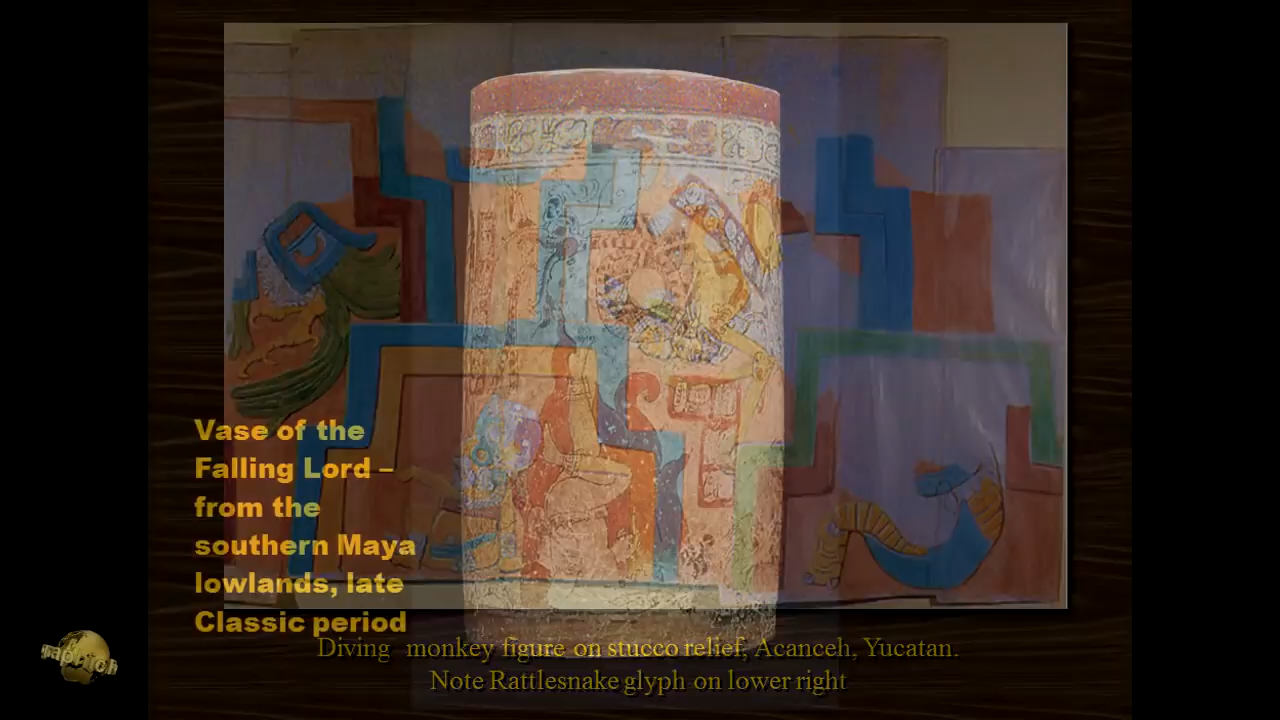 Vase of the
Falling Lord –
from the
southern Maya
lowlands, late
Classic period
Diving monkey figure on stucco relief, Acanceh, Yucatan.
Note Rattlesnake glyph on lower right